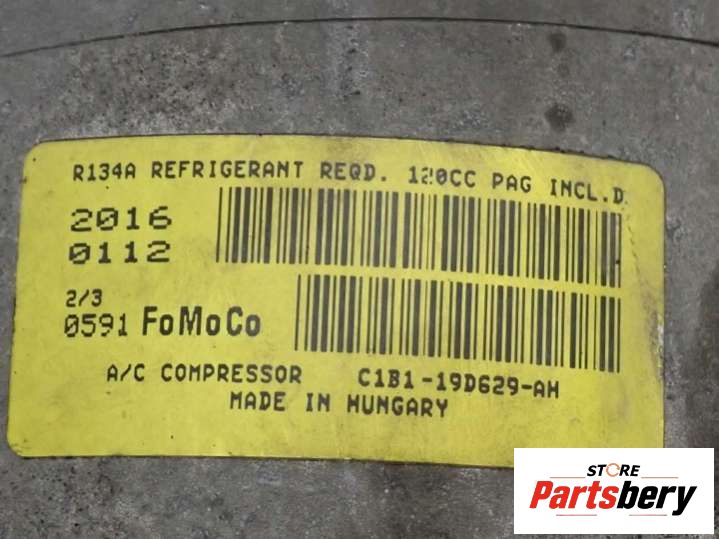 R134A REFRIGERANT REQD. 120CC PAG INCL.D
2016
0112
2/3
0591 FoMoCo
A/C COMPRESSOR C1B1-19D629-AH
MADE IN HUNGARY
STORE
Partsbery